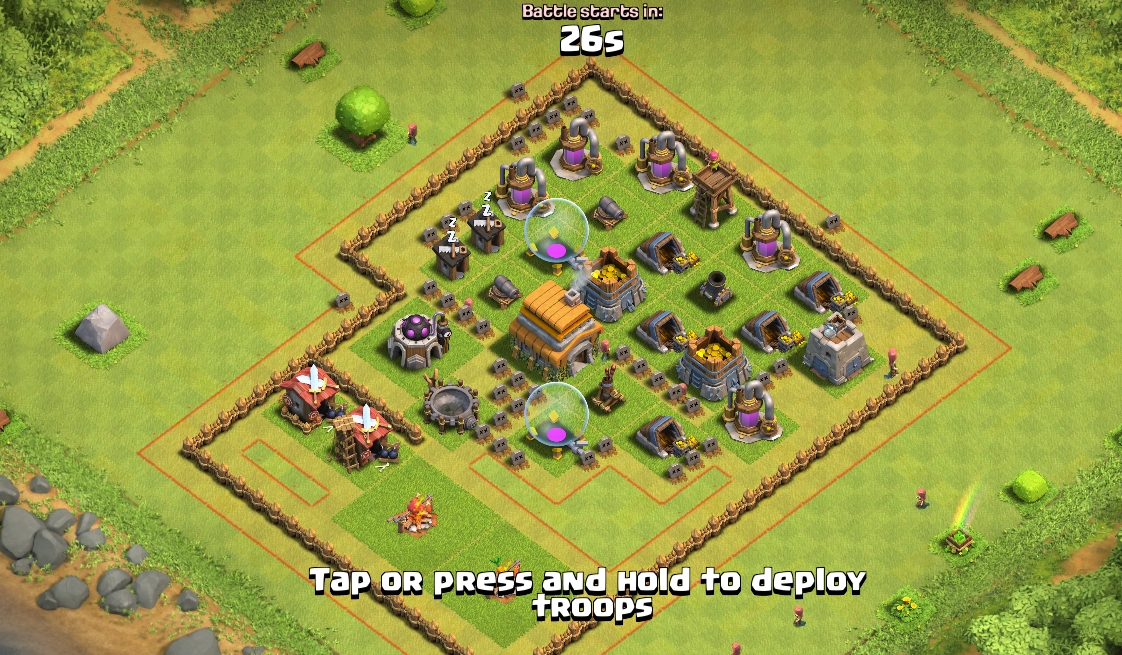 Battle starts in:
26s
z
z
z
z
Tap or press and hold to deploy
troops